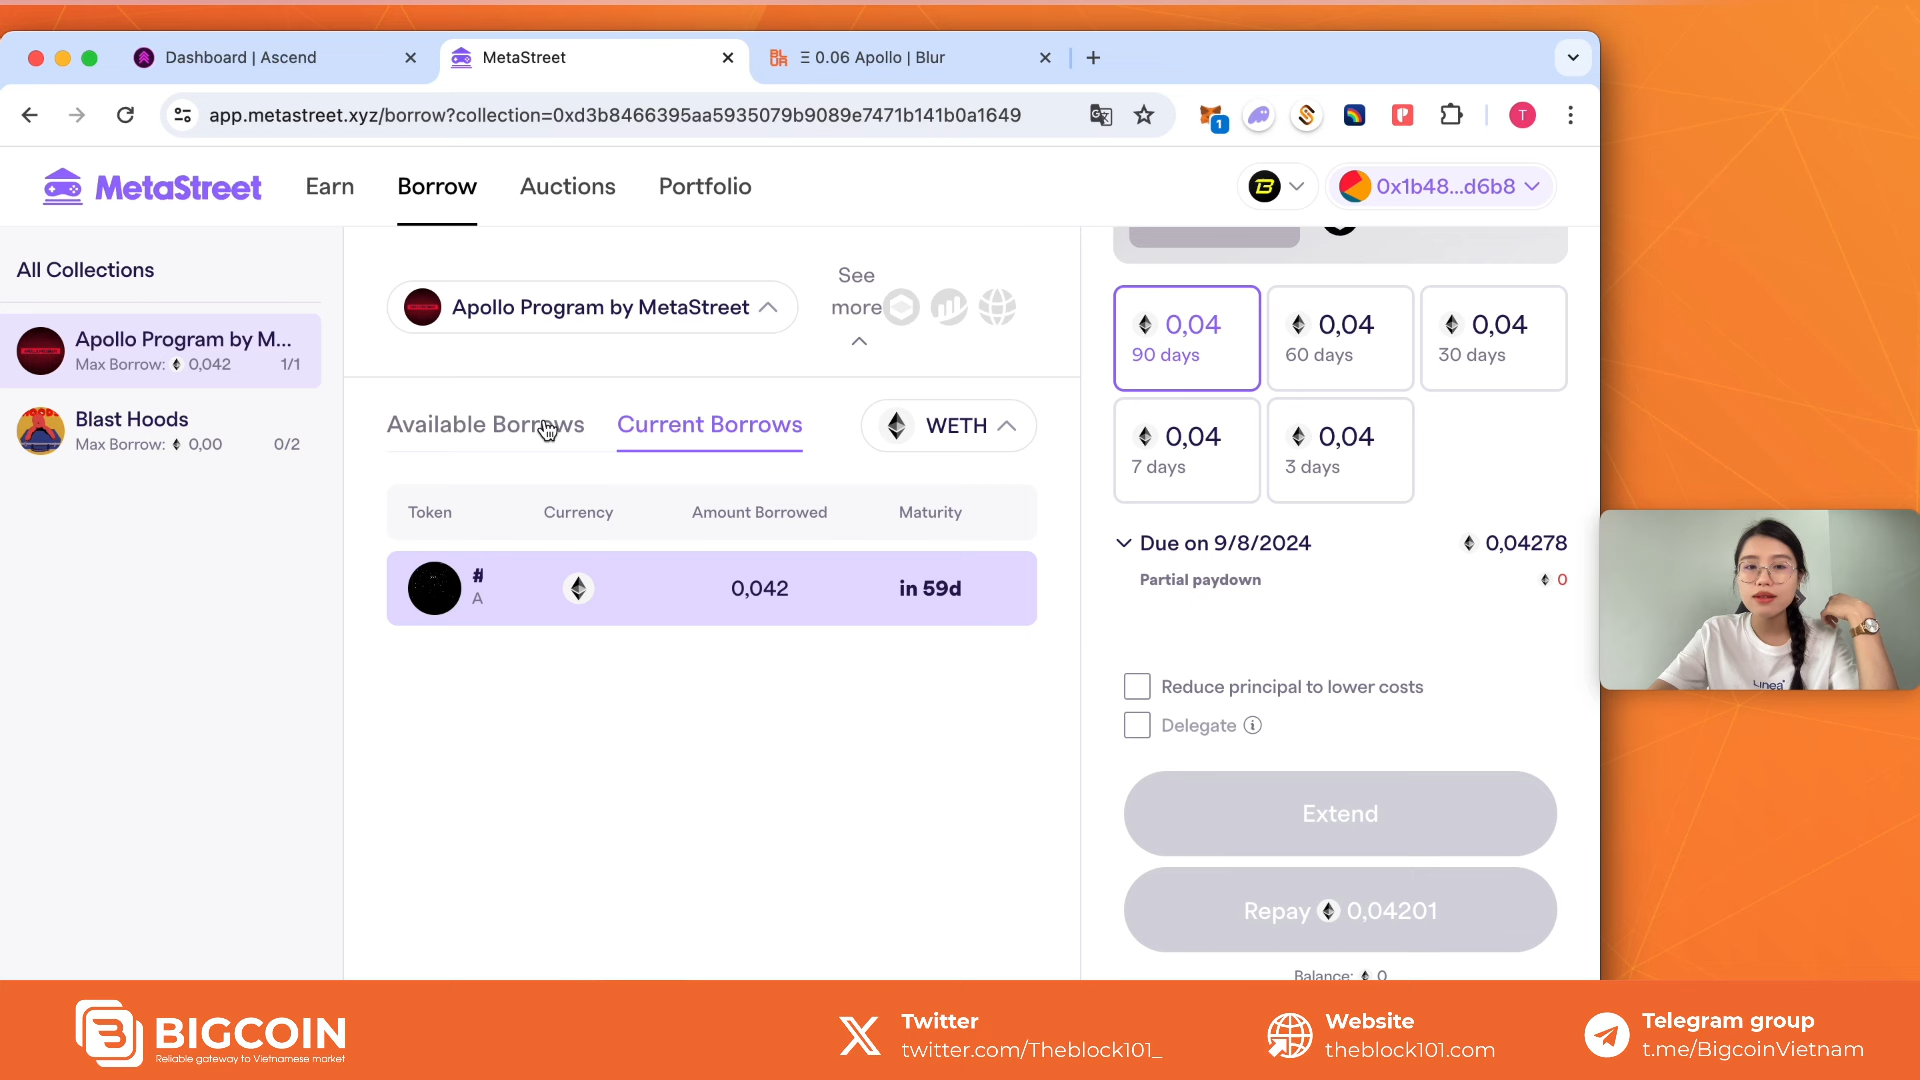 Dashboard | Ascend
MetaStreet
Ξ 0.06 Apollo | Blur
app.metastreet.xyz/borrow?collection=0xd3b8466395aa5935079b9089e7471b141b0a1649
1
T
MetaStreet
Earn
Borrow
Auctions
Portfolio
0x1b48...d6b8
All Collections
Apollo Program by M...
Max Borrow: 0,042
1/1
Blast Hoods
Max Borrow: 0,00
0/2
Apollo Program by MetaStreet
See
more
Available Borrows
Current Borrows
WETH
Token
Currency
Amount Borrowed
Maturity
#
A
0,042
in 59d
0,04
90 days
0,04
60 days
0,04
30 days
0,04
7 days
0,04
3 days
Due on 9/8/2024
0,04278
Partial paydown
0
Reduce principal to lower costs
Delegate
Extend
Repay 0,04201
Balance: 0
Linea
BIGCOIN
Reliable gateway to Vietnamese market
Twitter
twitter.com/Theblock101_
Website
theblock101.com
Telegram group
t.me/BigcoinVietnam